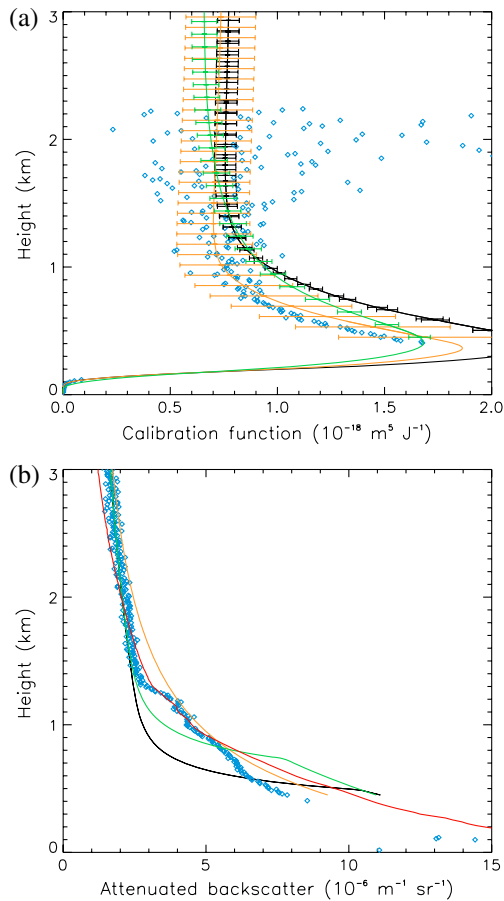 (a)
3
2
1
0
Height (km)
0.0 0.5 1.0 1.5 2.0
Calibration function (10⁻¹⁸ m⁵ J⁻¹)
(b)
3
2
1
0
Height (km)
0 5 10 15
Attenuated backscatter (10⁻⁶ m⁻¹ sr⁻¹)